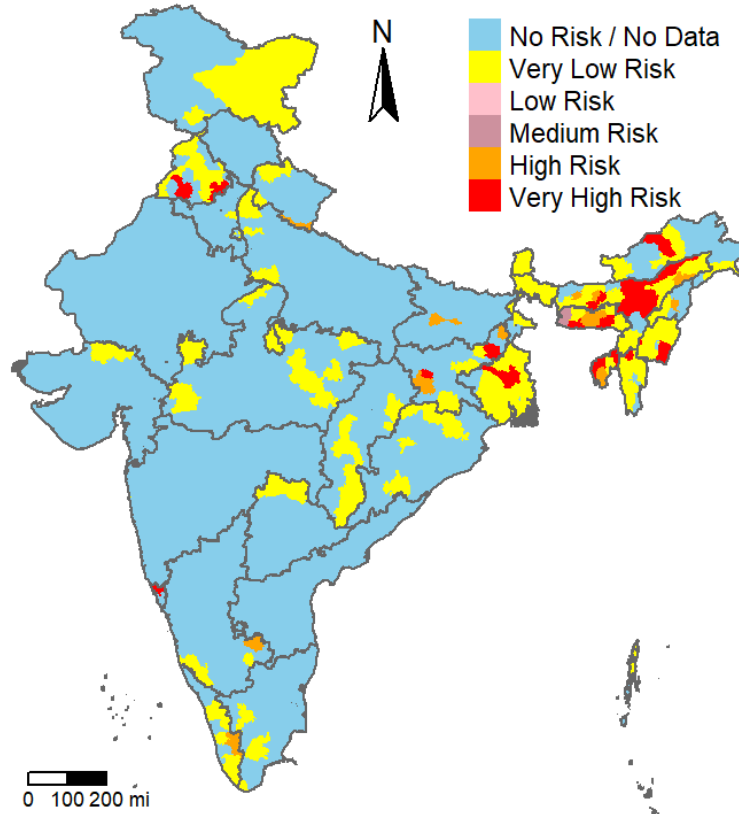 N
No Risk / No Data
Very Low Risk
Low Risk
Medium Risk
High Risk
Very High Risk
0 100 200 mi